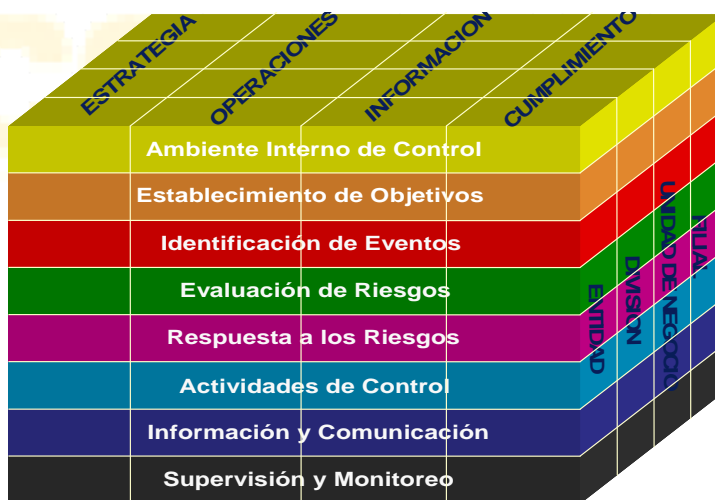 ESTRATEGIA
OPERACIONES
INFORMACION
CUMPLIMIENTO
Ambiente Interno de Control
Establecimiento de Objetivos
Identificación de Eventos
Evaluación de Riesgos
Respuesta a los Riesgos
Actividades de Control
Información y Comunicación
Supervisión y Monitoreo
ENTIDAD
DIVISION
UNIDAD DE NEGOCIO
FILIAL